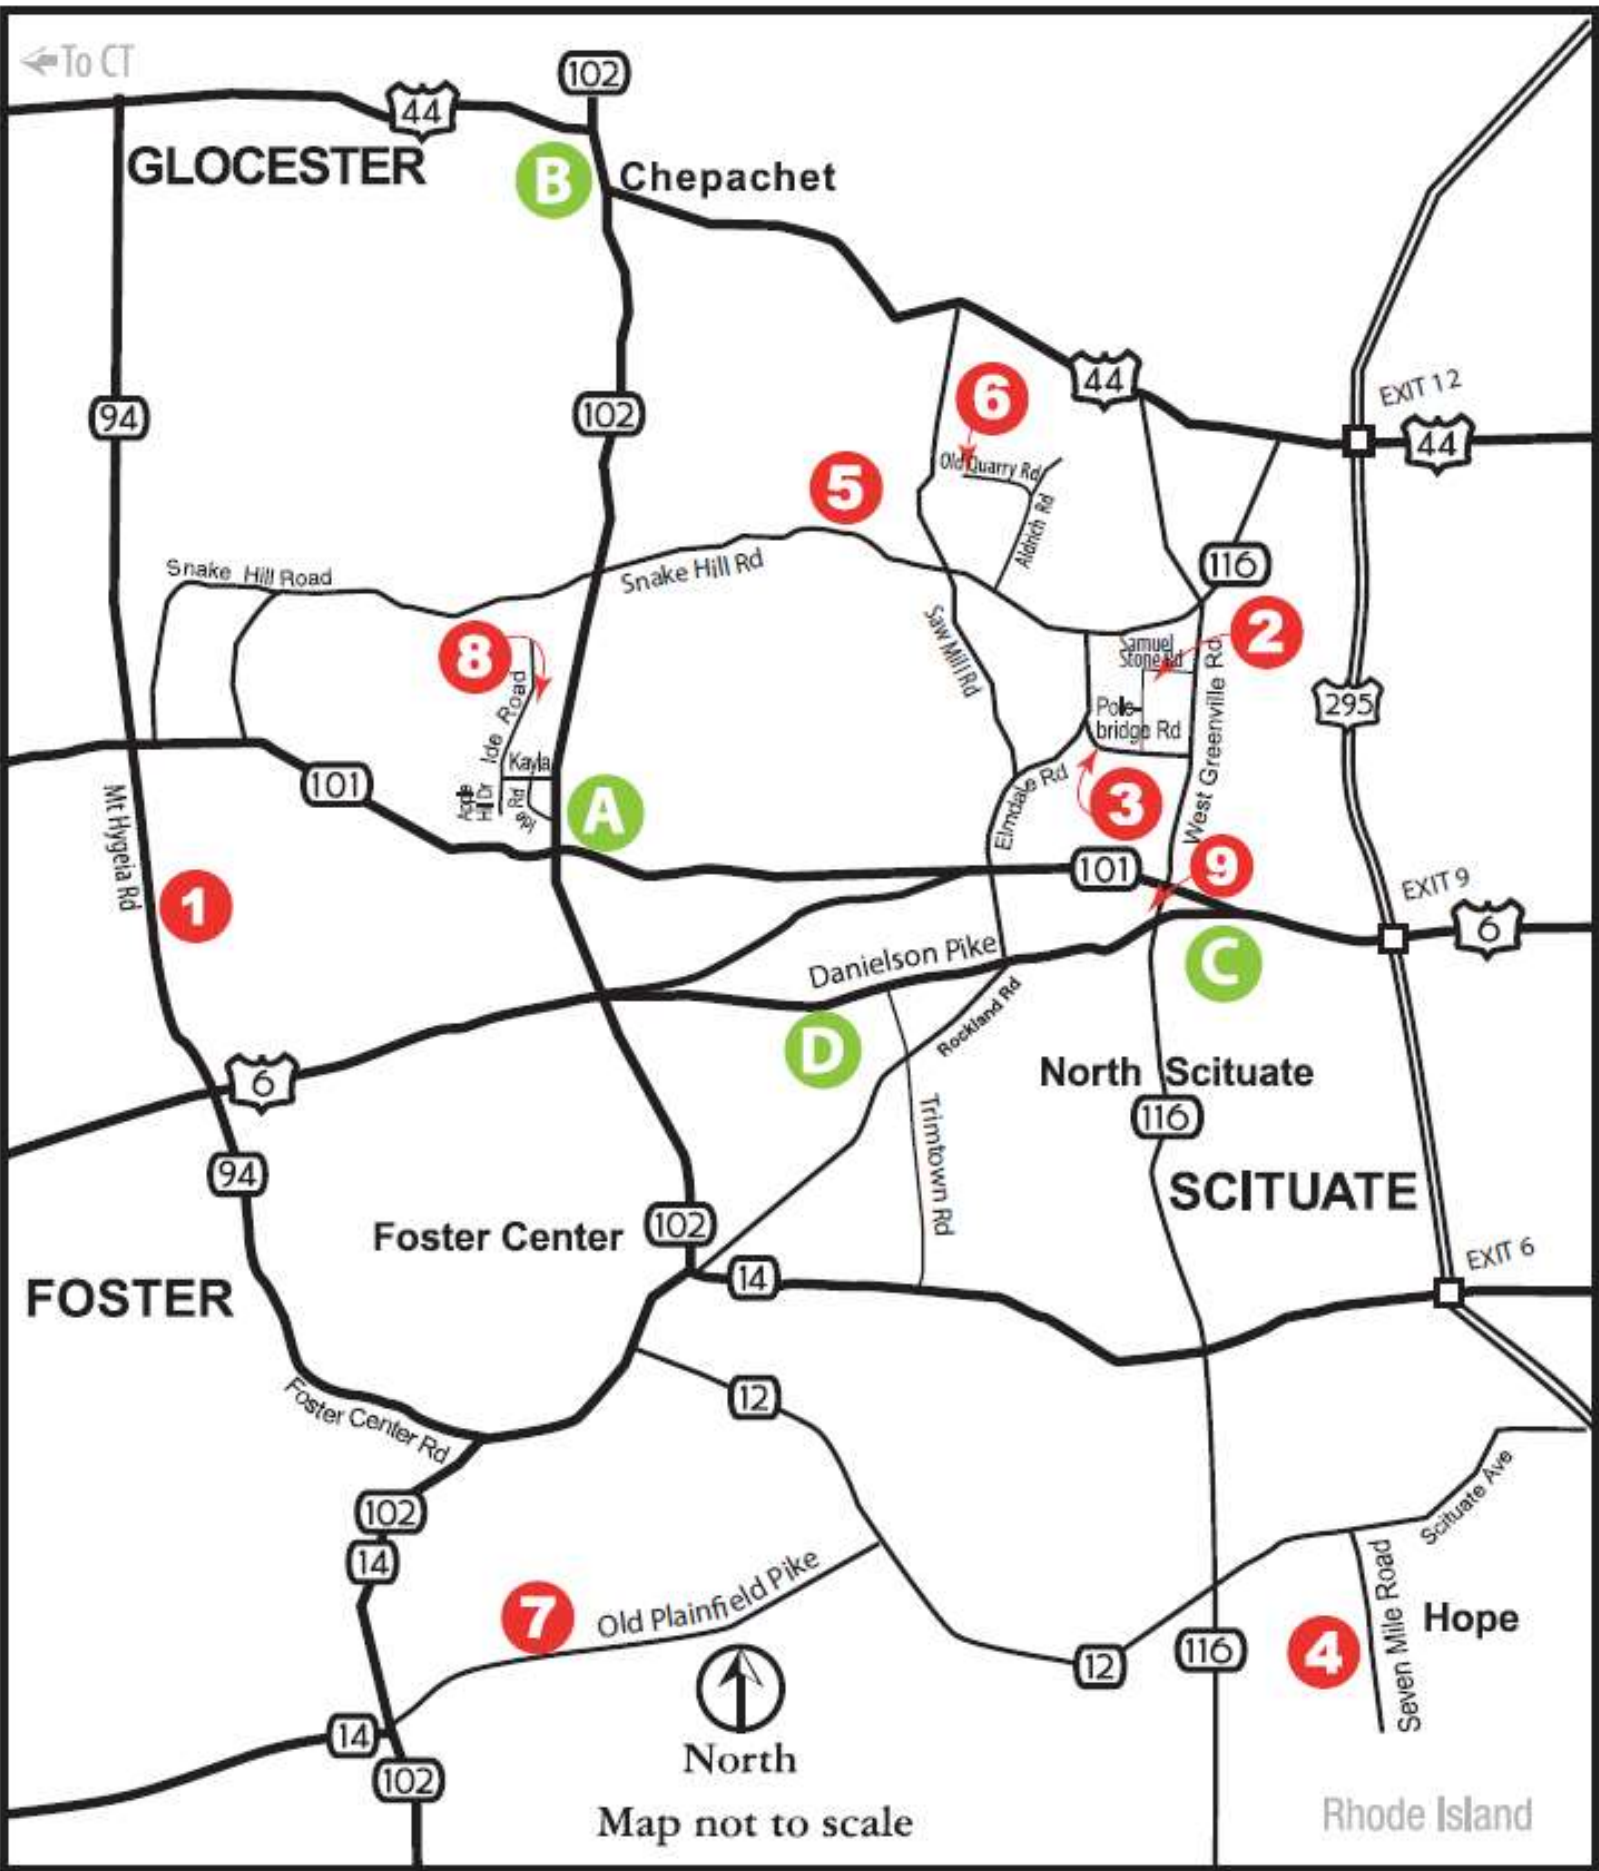 To CT
102
44
GLOCESTER
B
Chepachet
44
EXIT 12
94
102
6
44
Old Quarry Rd
5
Aldrich Rd
Snake Hill Road
Snake Hill Rd
116
8
Saw Mill Rd
Samuel
Stone Rd
2
Ide Road
295
Pole
bridge Rd
West Greenville Rd
Kayla
101
Apple
Hill Dr
Ide Rd
A
Elmdale Rd
3
Mt Hygeia Rd
101
9
EXIT 9
1
6
Danielson Pike
C
Rockland Rd
D
6
North Scituate
116
Trimtown Rd
94
SCITUATE
102
Foster Center
14
EXIT 6
FOSTER
12
Foster Center Rd
Scituate Ave
102
14
Old Plainfield Pike
7
Seven Mile Road
Hope
4
116
12
14
North
102
Map not to scale
Rhode Island